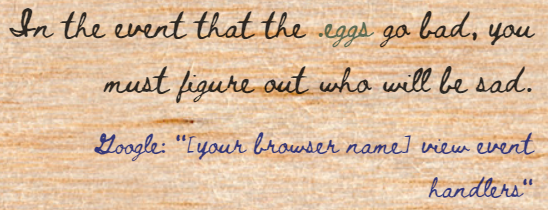 In the event that the .eggs go bad, you
must figure out who will be sad.
Google: "[your browser name] view event
handlers"